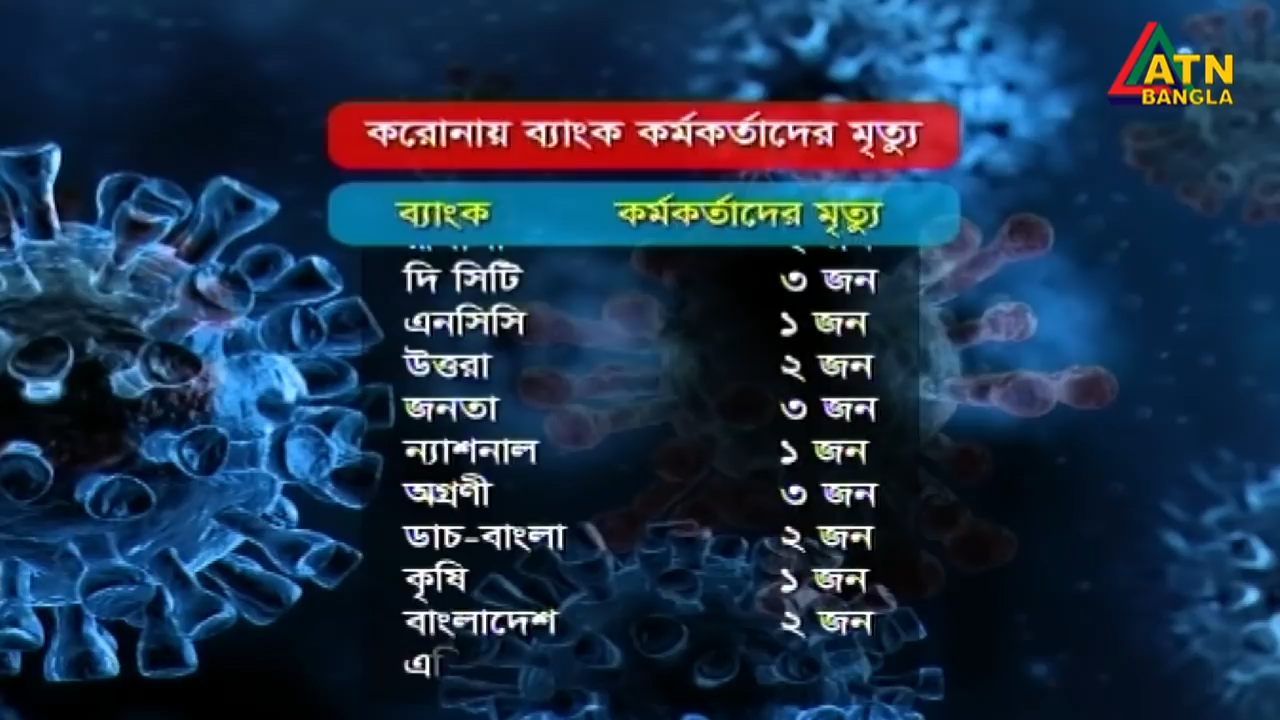 ATN
BANGLA
করোনায় ব্যাংক কর্মকর্তাদের মৃত্যু
ব্যাংক কর্মকর্তাদের মৃত্যু
দি সিটি ৩ জন
এনসিসি ১ জন
উত্তরা ২ জন
জনতা ৩ জন
ন্যাশনাল ১ জন
অগ্রণী ৩ জন
ডাচ-বাংলা ২ জন
কৃষি ১ জন
বাংলাদেশ ২ জন